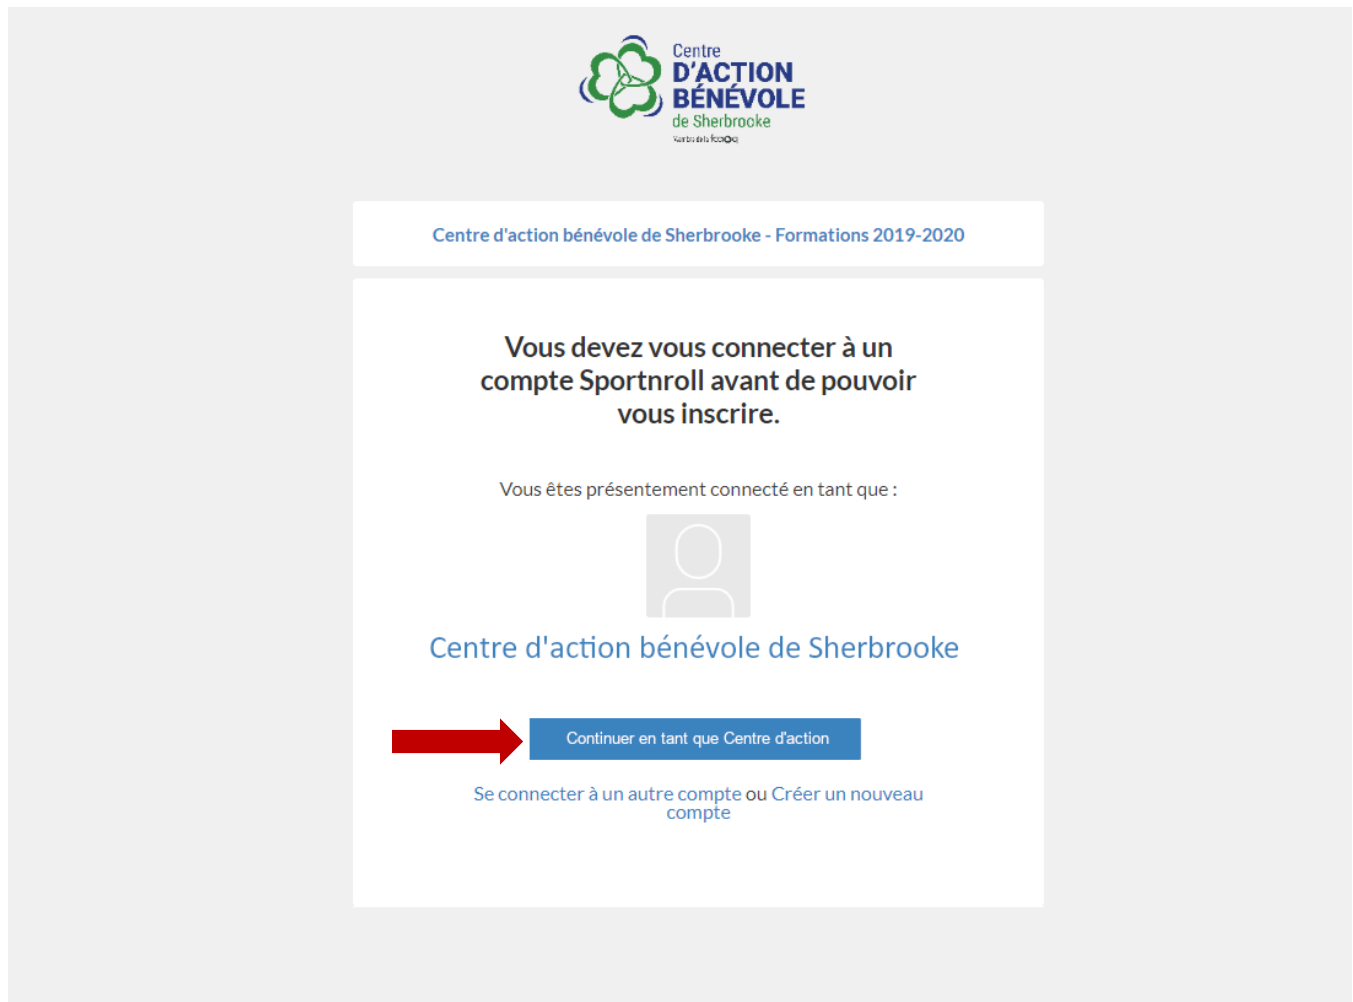 Centre
D'ACTION
BÉNÉVOLE
de Sherbrooke
Centre d'action bénévole de Sherbrooke - Formations 2019-2020
Vous devez vous connecter à un
compte Sportnroll avant de pouvoir
vous inscrire.
Vous êtes présentement connecté en tant que :
Centre d'action bénévole de Sherbrooke
Continuer en tant que Centre d'action
Se connecter à un autre compte ou Créer un nouveau
compte